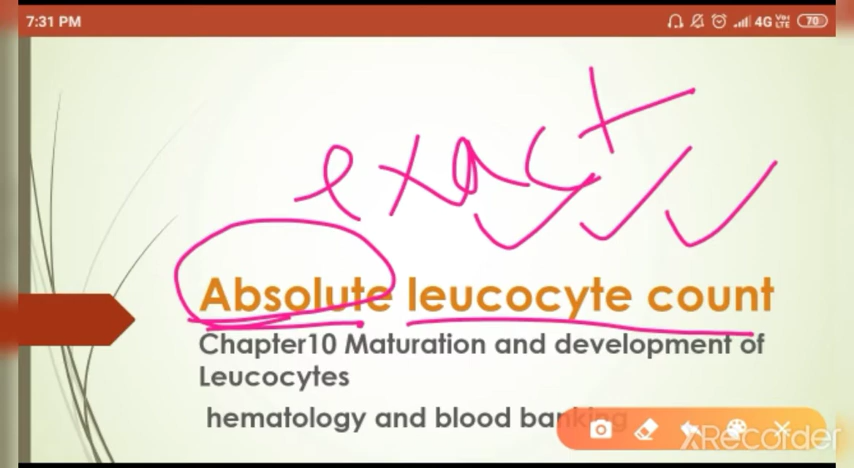 7:31 PM 4G VoLTE 70
exact
Absolute leucocyte count
Chapter10 Maturation and development of
Leucocytes
hematology and blood banking
XRecorder